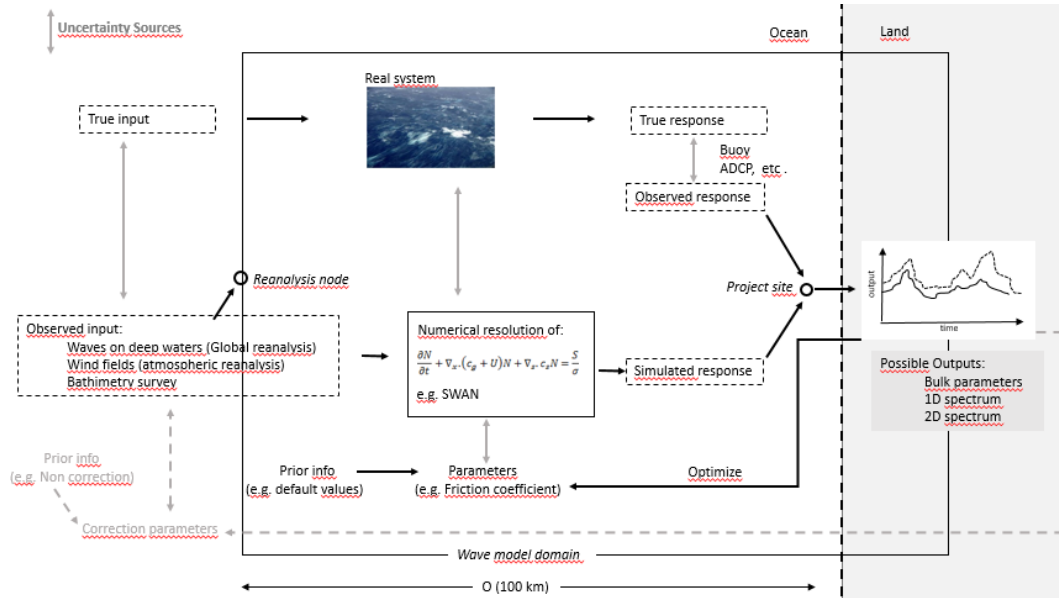 Uncertainty Sources
Ocean
Land
Real system
True input
True response
Buoy
ADCP, etc .
Observed response
Reanalysis node
Project site
output
time
Observed input:
Waves on deep waters (Global reanalysis)
Wind fields (atmospheric reanalysis)
Bathimetry survey
Numerical resolution of:
∂N/∂t + ∇ₓ.(c_g + U)N + ∇ₛ.c_sN = S/σ
e.g. SWAN
Simulated response
Possible Outputs:
Bulk parameters
1D spectrum
2D spectrum
Prior info
(e.g. Non correction)
Prior info
(e.g. default values)
Parameters
(e.g. Friction coefficient)
Optimize
Correction parameters
Wave model domain
O (100 km)